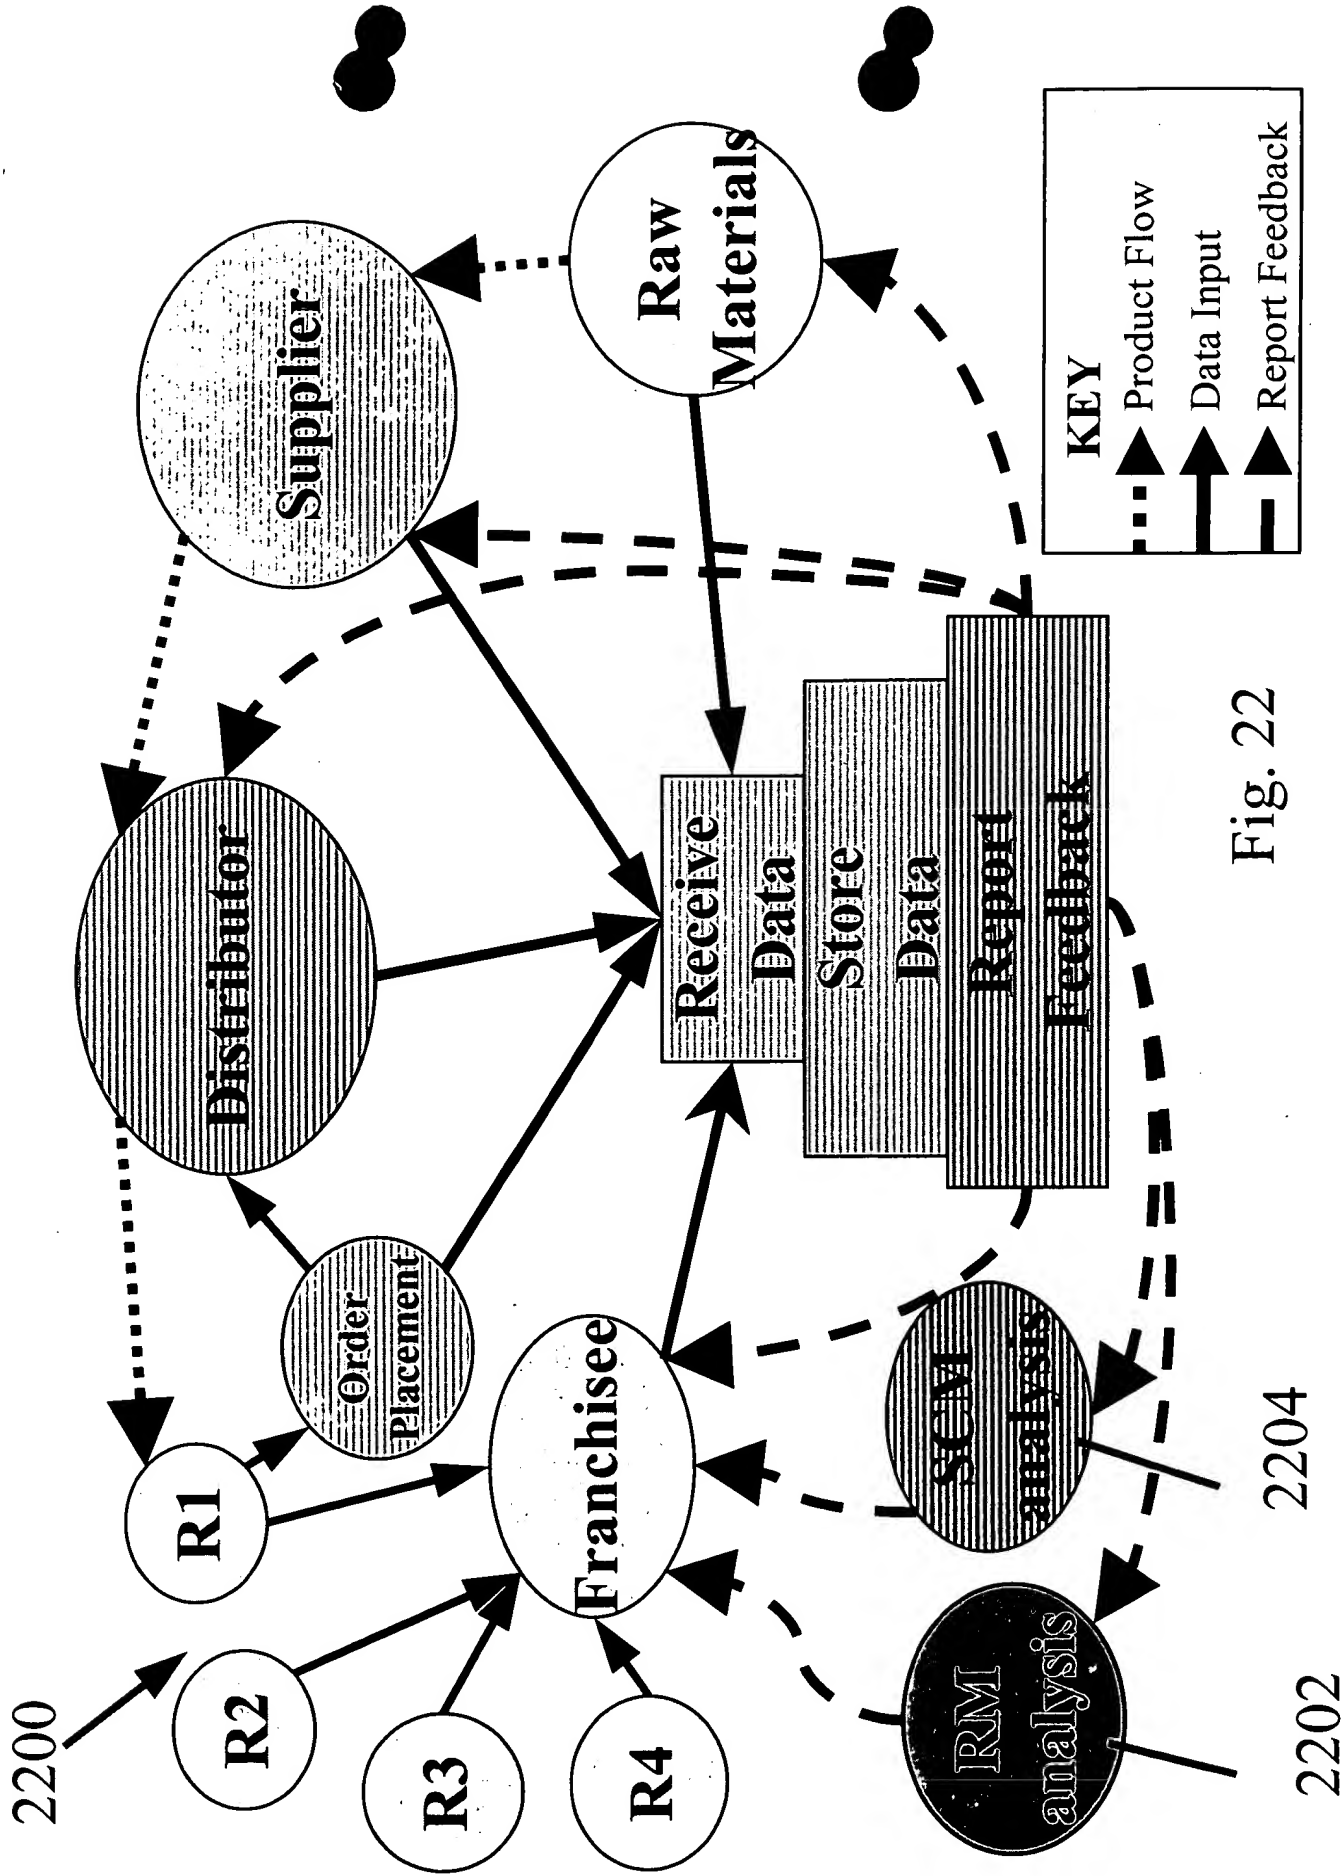 2200
R1
R2
R3
R4
Order
Placement
Distributor
Supplier
Franchisee
Raw
Materials
Receive
Data
Store
Data
Report
Feedback
RM
analysis
SCM
analysis
2202
2204
Fig. 22
KEY
Product Flow
Data Input
Report Feedback